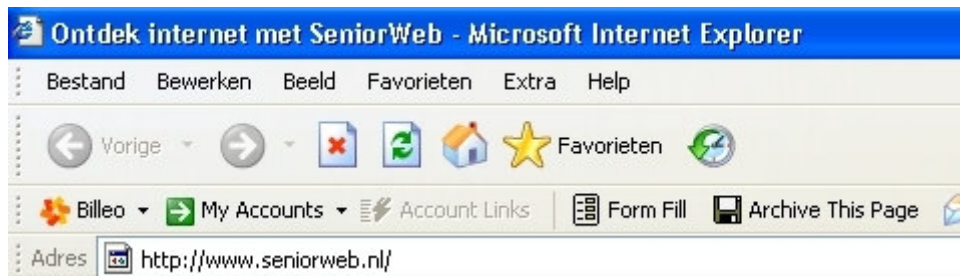 Ontdek internet met SeniorWeb - Microsoft Internet Explorer
Bestand Bewerken Beeld Favorieten Extra Help
Vorige Favorieten
Billeo My Accounts Account Links Form Fill Archive This Page
Adres http://www.seniorweb.nl/